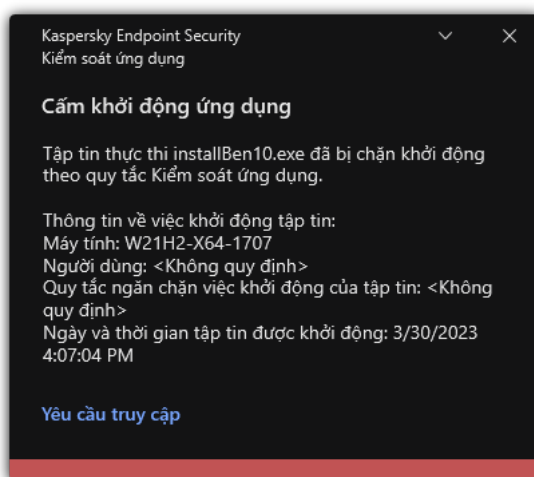 Kaspersky Endpoint Security
Kiểm soát ứng dụng
Cấm khởi động ứng dụng
Tập tin thực thi installBen10.exe đã bị chặn khởi động
theo quy tắc Kiểm soát ứng dụng.
Thông tin về việc khởi động tập tin:
Máy tính: W21H2-X64-1707
Người dùng: <Không quy định>
Quy tắc ngăn chặn việc khởi động của tập tin: <Không
quy định>
Ngày và thời gian tập tin được khởi động: 3/30/2023
4:07:04 PM
Yêu cầu truy cập